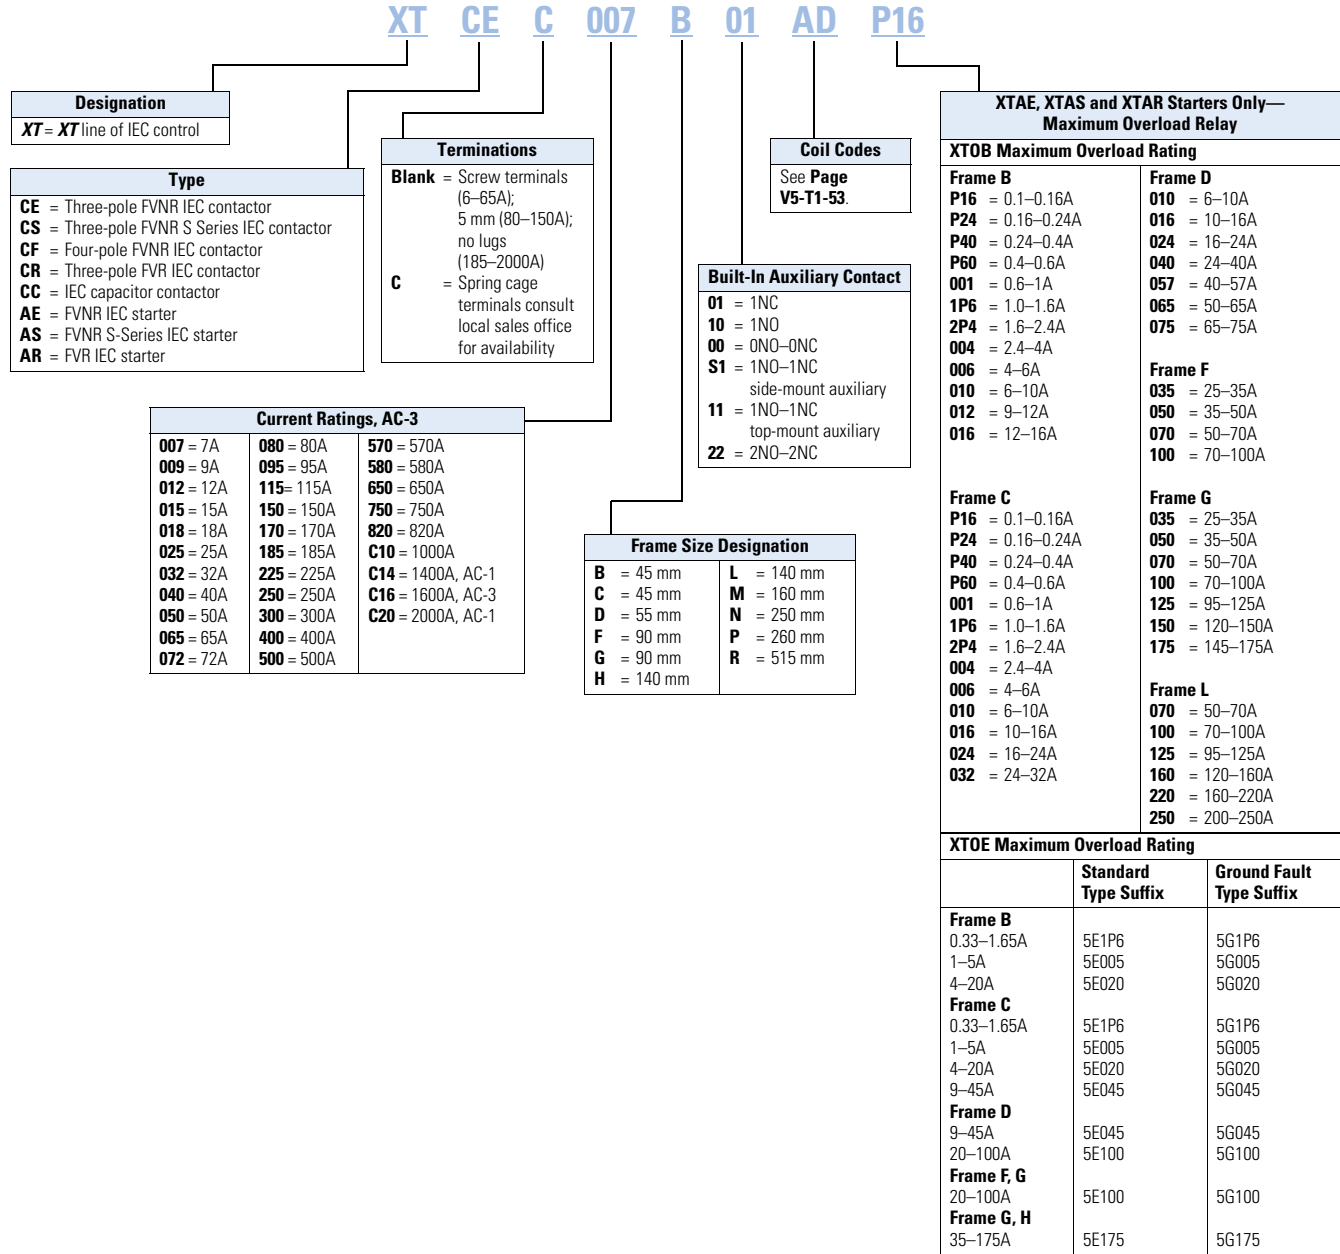 XT CE C 007 B 01 AD P16
Designation
XT = XT line of IEC control
Type
CE = Three-pole FVNR IEC contactor
CS = Three-pole FVNR S Series IEC contactor
CF = Four-pole FVNR IEC contactor
CR = Three-pole FVR IEC contactor
CC = IEC capacitor contactor
AE = FVNR IEC starter
AS = FVNR S-Series IEC starter
AR = FVR IEC starter
Terminations
Blank = Screw terminals
(6–65A);
5 mm (80–150A);
no lugs
(185–2000A)
C = Spring cage
terminals consult
local sales office
for availability
Current Ratings, AC-3
007 = 7A
009 = 9A
012 = 12A
015 = 15A
018 = 18A
025 = 25A
032 = 32A
040 = 40A
050 = 50A
065 = 65A
072 = 72A
080 = 80A
095 = 95A
115= 115A
150 = 150A
170 = 170A
185 = 185A
225 = 225A
250 = 250A
300 = 300A
400 = 400A
500 = 500A
570 = 570A
580 = 580A
650 = 650A
750 = 750A
820 = 820A
C10 = 1000A
C14 = 1400A, AC-1
C16 = 1600A, AC-3
C20 = 2000A, AC-1
Frame Size Designation
B = 45 mm
C = 45 mm
D = 55 mm
F = 90 mm
G = 90 mm
H = 140 mm
L = 140 mm
M = 160 mm
N = 250 mm
P = 260 mm
R = 515 mm
Built-In Auxiliary Contact
01 = 1NC
10 = 1NO
00 = 0NO–0NC
S1 = 1NO–1NC
side-mount auxiliary
11 = 1NO–1NC
top-mount auxiliary
22 = 2NO–2NC
Coil Codes
See Page
V5-T1-53.
XTAE, XTAS and XTAR Starters Only—
Maximum Overload Relay
XTOB Maximum Overload Rating
Frame B
P16 = 0.1–0.16A
P24 = 0.16–0.24A
P40 = 0.24–0.4A
P60 = 0.4–0.6A
001 = 0.6–1A
1P6 = 1.0–1.6A
2P4 = 1.6–2.4A
004 = 2.4–4A
006 = 4–6A
010 = 6–10A
012 = 9–12A
016 = 12–16A
Frame C
P16 = 0.1–0.16A
P24 = 0.16–0.24A
P40 = 0.24–0.4A
P60 = 0.4–0.6A
001 = 0.6–1A
1P6 = 1.0–1.6A
2P4 = 1.6–2.4A
004 = 2.4–4A
006 = 4–6A
010 = 6–10A
016 = 10–16A
024 = 16–24A
032 = 24–32A
Frame D
010 = 6–10A
016 = 10–16A
024 = 16–24A
040 = 24–40A
057 = 40–57A
065 = 50–65A
075 = 65–75A
Frame F
035 = 25–35A
050 = 35–50A
070 = 50–70A
100 = 70–100A
Frame G
035 = 25–35A
050 = 35–50A
070 = 50–70A
100 = 70–100A
125 = 95–125A
150 = 120–150A
175 = 145–175A
Frame L
070 = 50–70A
100 = 70–100A
125 = 95–125A
160 = 120–160A
220 = 160–220A
250 = 200–250A
XTOE Maximum Overload Rating
Standard
Type Suffix
Ground Fault
Type Suffix
Frame B
0.33–1.65A 5E1P6 5G1P6
1–5A 5E005 5G005
4–20A 5E020 5G020
Frame C
0.33–1.65A 5E1P6 5G1P6
1–5A 5E005 5G005
4–20A 5E020 5G020
9–45A 5E045 5G045
Frame D
9–45A 5E045 5G045
20–100A 5E100 5G100
Frame F, G
20–100A 5E100 5G100
Frame G, H
35–175A 5E175 5G175